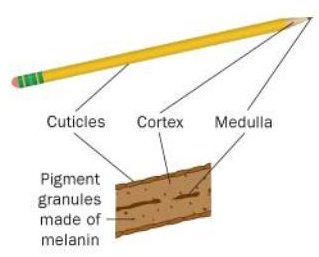 Cuticles Cortex Medulla
Pigment
granules
made of
melanin